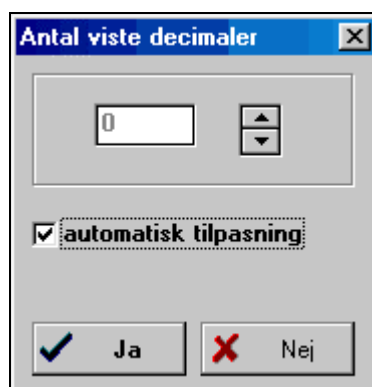 Antal viste decimaler
0
automatisk tilpasning
Ja
Nej